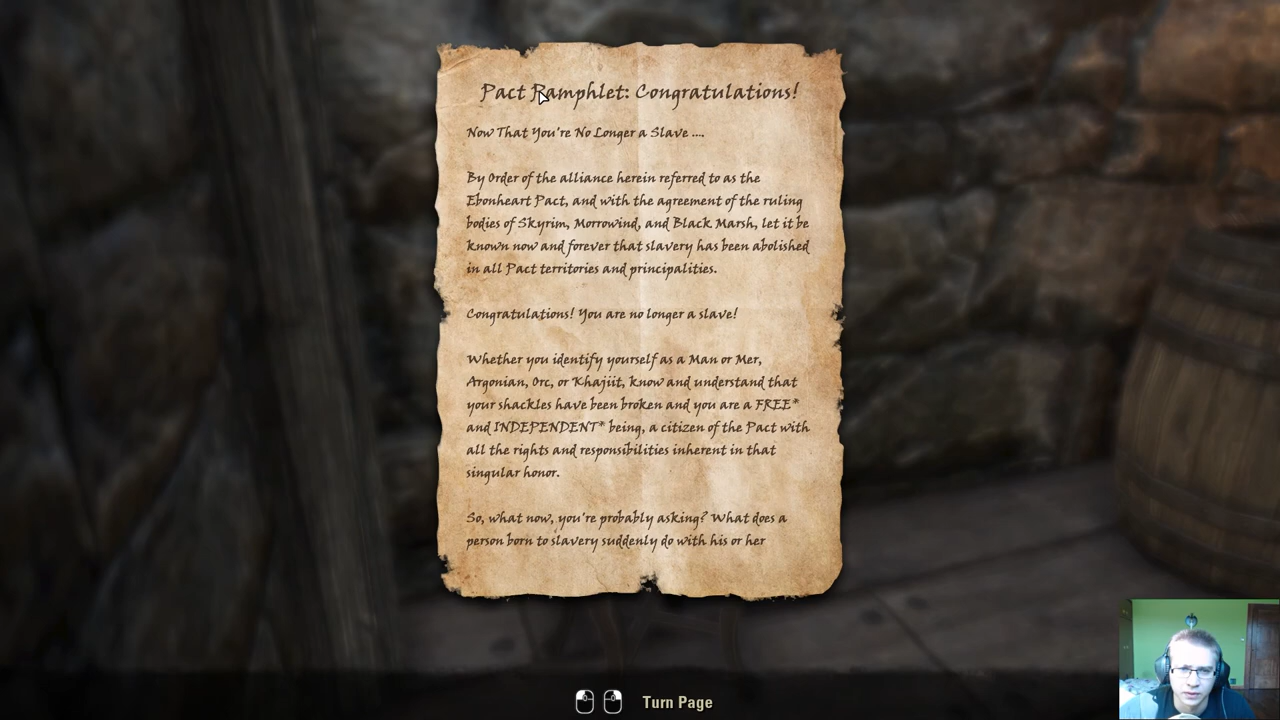 Pact Pamphlet: Congratulations!
Now That You're No Longer a Slave ....
By Order of the alliance herein referred to as the
Ebonheart Pact, and with the agreement of the ruling
bodies of Skyrim, Morrowind, and Black Marsh, let it be
known now and forever that slavery has been abolished
in all Pact territories and principalities.
Congratulations! You are no longer a slave!
Whether you identify yourself as a Man or Mer,
Argonian, Orc, or Khajiit, know and understand that
your shackles have been broken and you are a FREE*
and INDEPENDENT* being, a citizen of the Pact with
all the rights and responsibilities inherent in that
singular honor.
So, what now, you're probably asking? What does a
person born to slavery suddenly do with his or her
Turn Page